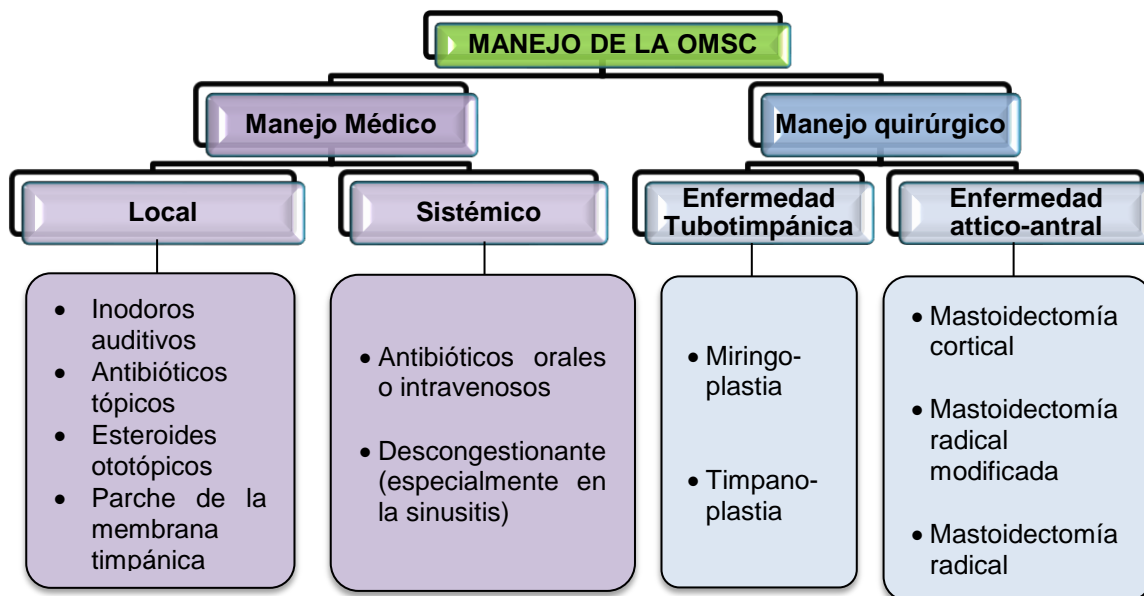 MANEJO DE LA OMSC
Manejo Médico
Manejo quirúrgico
Local
Sistémico
Enfermedad
Tubotimpánica
Enfermedad
attico-antral
• Inodoros
auditivos
• Antibióticos
tópicos
• Esteroides
ototópicos
• Parche de la
membrana
timpánica
• Antibióticos orales
o intravenosos
• Descongestionante
(especialmente en
la sinusitis)
• Miringo-
plastia
• Timpano-
plastia
• Mastoidectomía
cortical
• Mastoidectomía
radical
modificada
• Mastoidectomía
radical